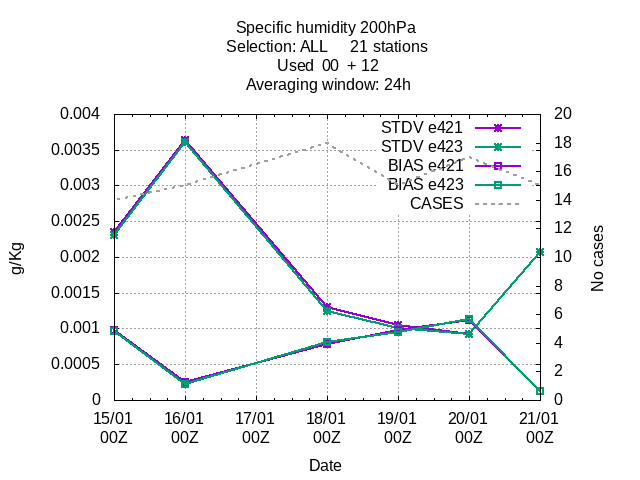 Specific humidity 200hPa
Selection: ALL     21 stations
Used  00  + 12
Averaging window: 24h
0.004
0.0035
0.003
0.0025
0.002
0.0015
0.001
0.0005
0
20
18
16
14
12
10
8
6
4
2
0
STDV e421
STDV e423
BIAS e421
BIAS e423
CASES
g/Kg
No cases
15/01 16/01 17/01 18/01 19/01 20/01 21/01
00Z 00Z 00Z 00Z 00Z 00Z 00Z
Date